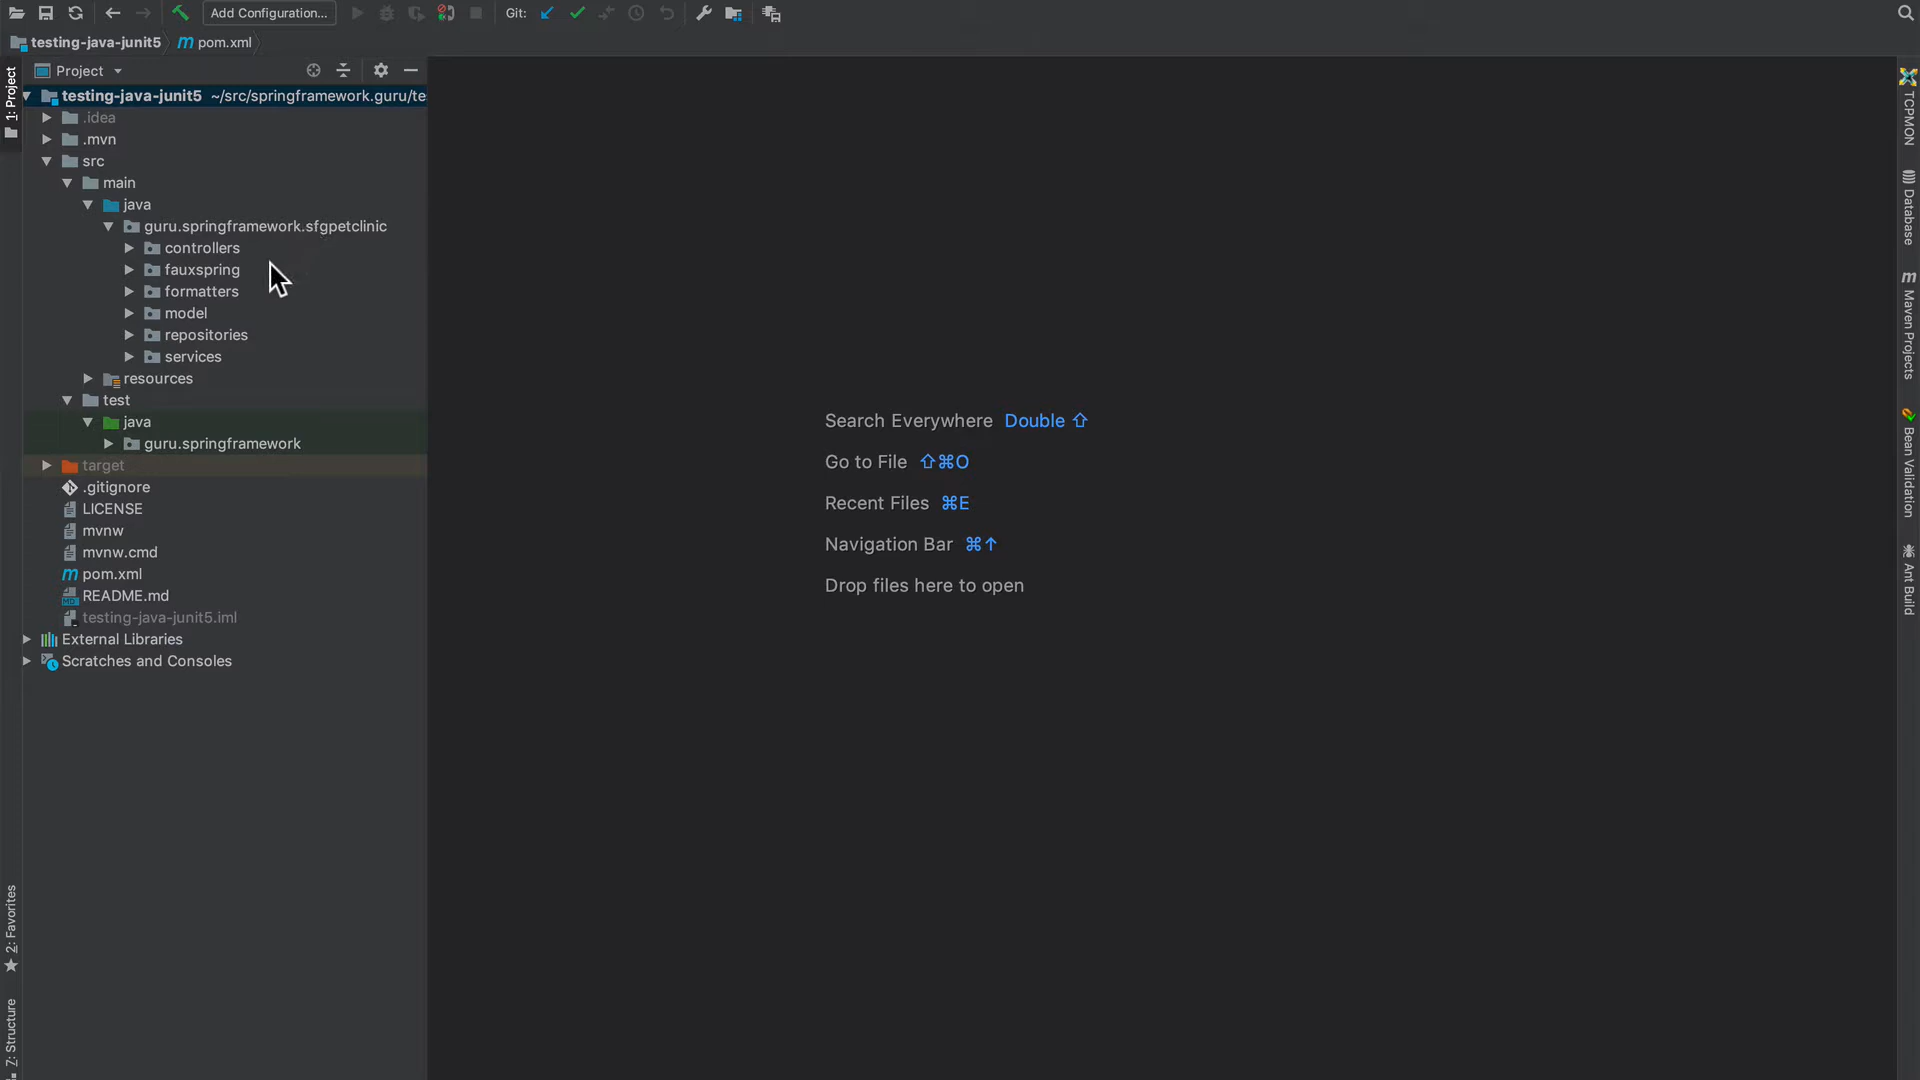 Add Configuration...
Git:
testing-java-junit5
pom.xml
1: Project
Project
testing-java-junit5 ~/src/springframework.guru/te
.idea
.mvn
src
main
java
guru.springframework.sfgpetclinic
controllers
fauxspring
formatters
model
repositories
services
resources
test
java
guru.springframework
target
.gitignore
LICENSE
mvnw
mvnw.cmd
pom.xml
README.md
testing-java-junit5.iml
External Libraries
Scratches and Consoles
Search Everywhere Double ⇧
Go to File ⇧⌘O
Recent Files ⌘E
Navigation Bar ⌘↑
Drop files here to open
TCPMON
Database
Maven Projects
Bean Validation
Ant Build
2: Favorites
Z: Structure